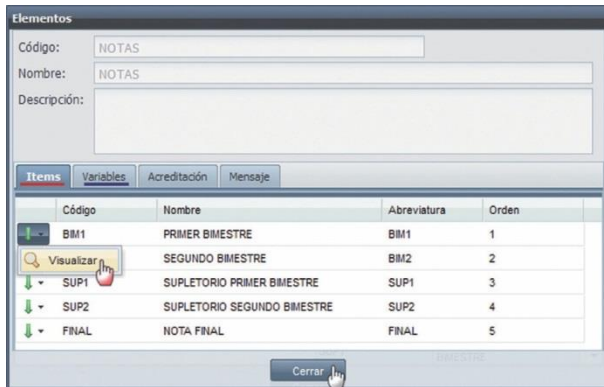 Elementos
Código: NOTAS
Nombre: NOTAS
Descripción:
Items Variables Acreditación Mensaje
Código Nombre Abreviatura Orden
BIM1 PRIMER BIMESTRE BIM1 1
Visualizar SEGUNDO BIMESTRE BIM2 2
SUP1 SUPLETORIO PRIMER BIMESTRE SUP1 3
SUP2 SUPLETORIO SEGUNDO BIMESTRE SUP2 4
FINAL NOTA FINAL FINAL 5
BIMESTRE
Cerrar